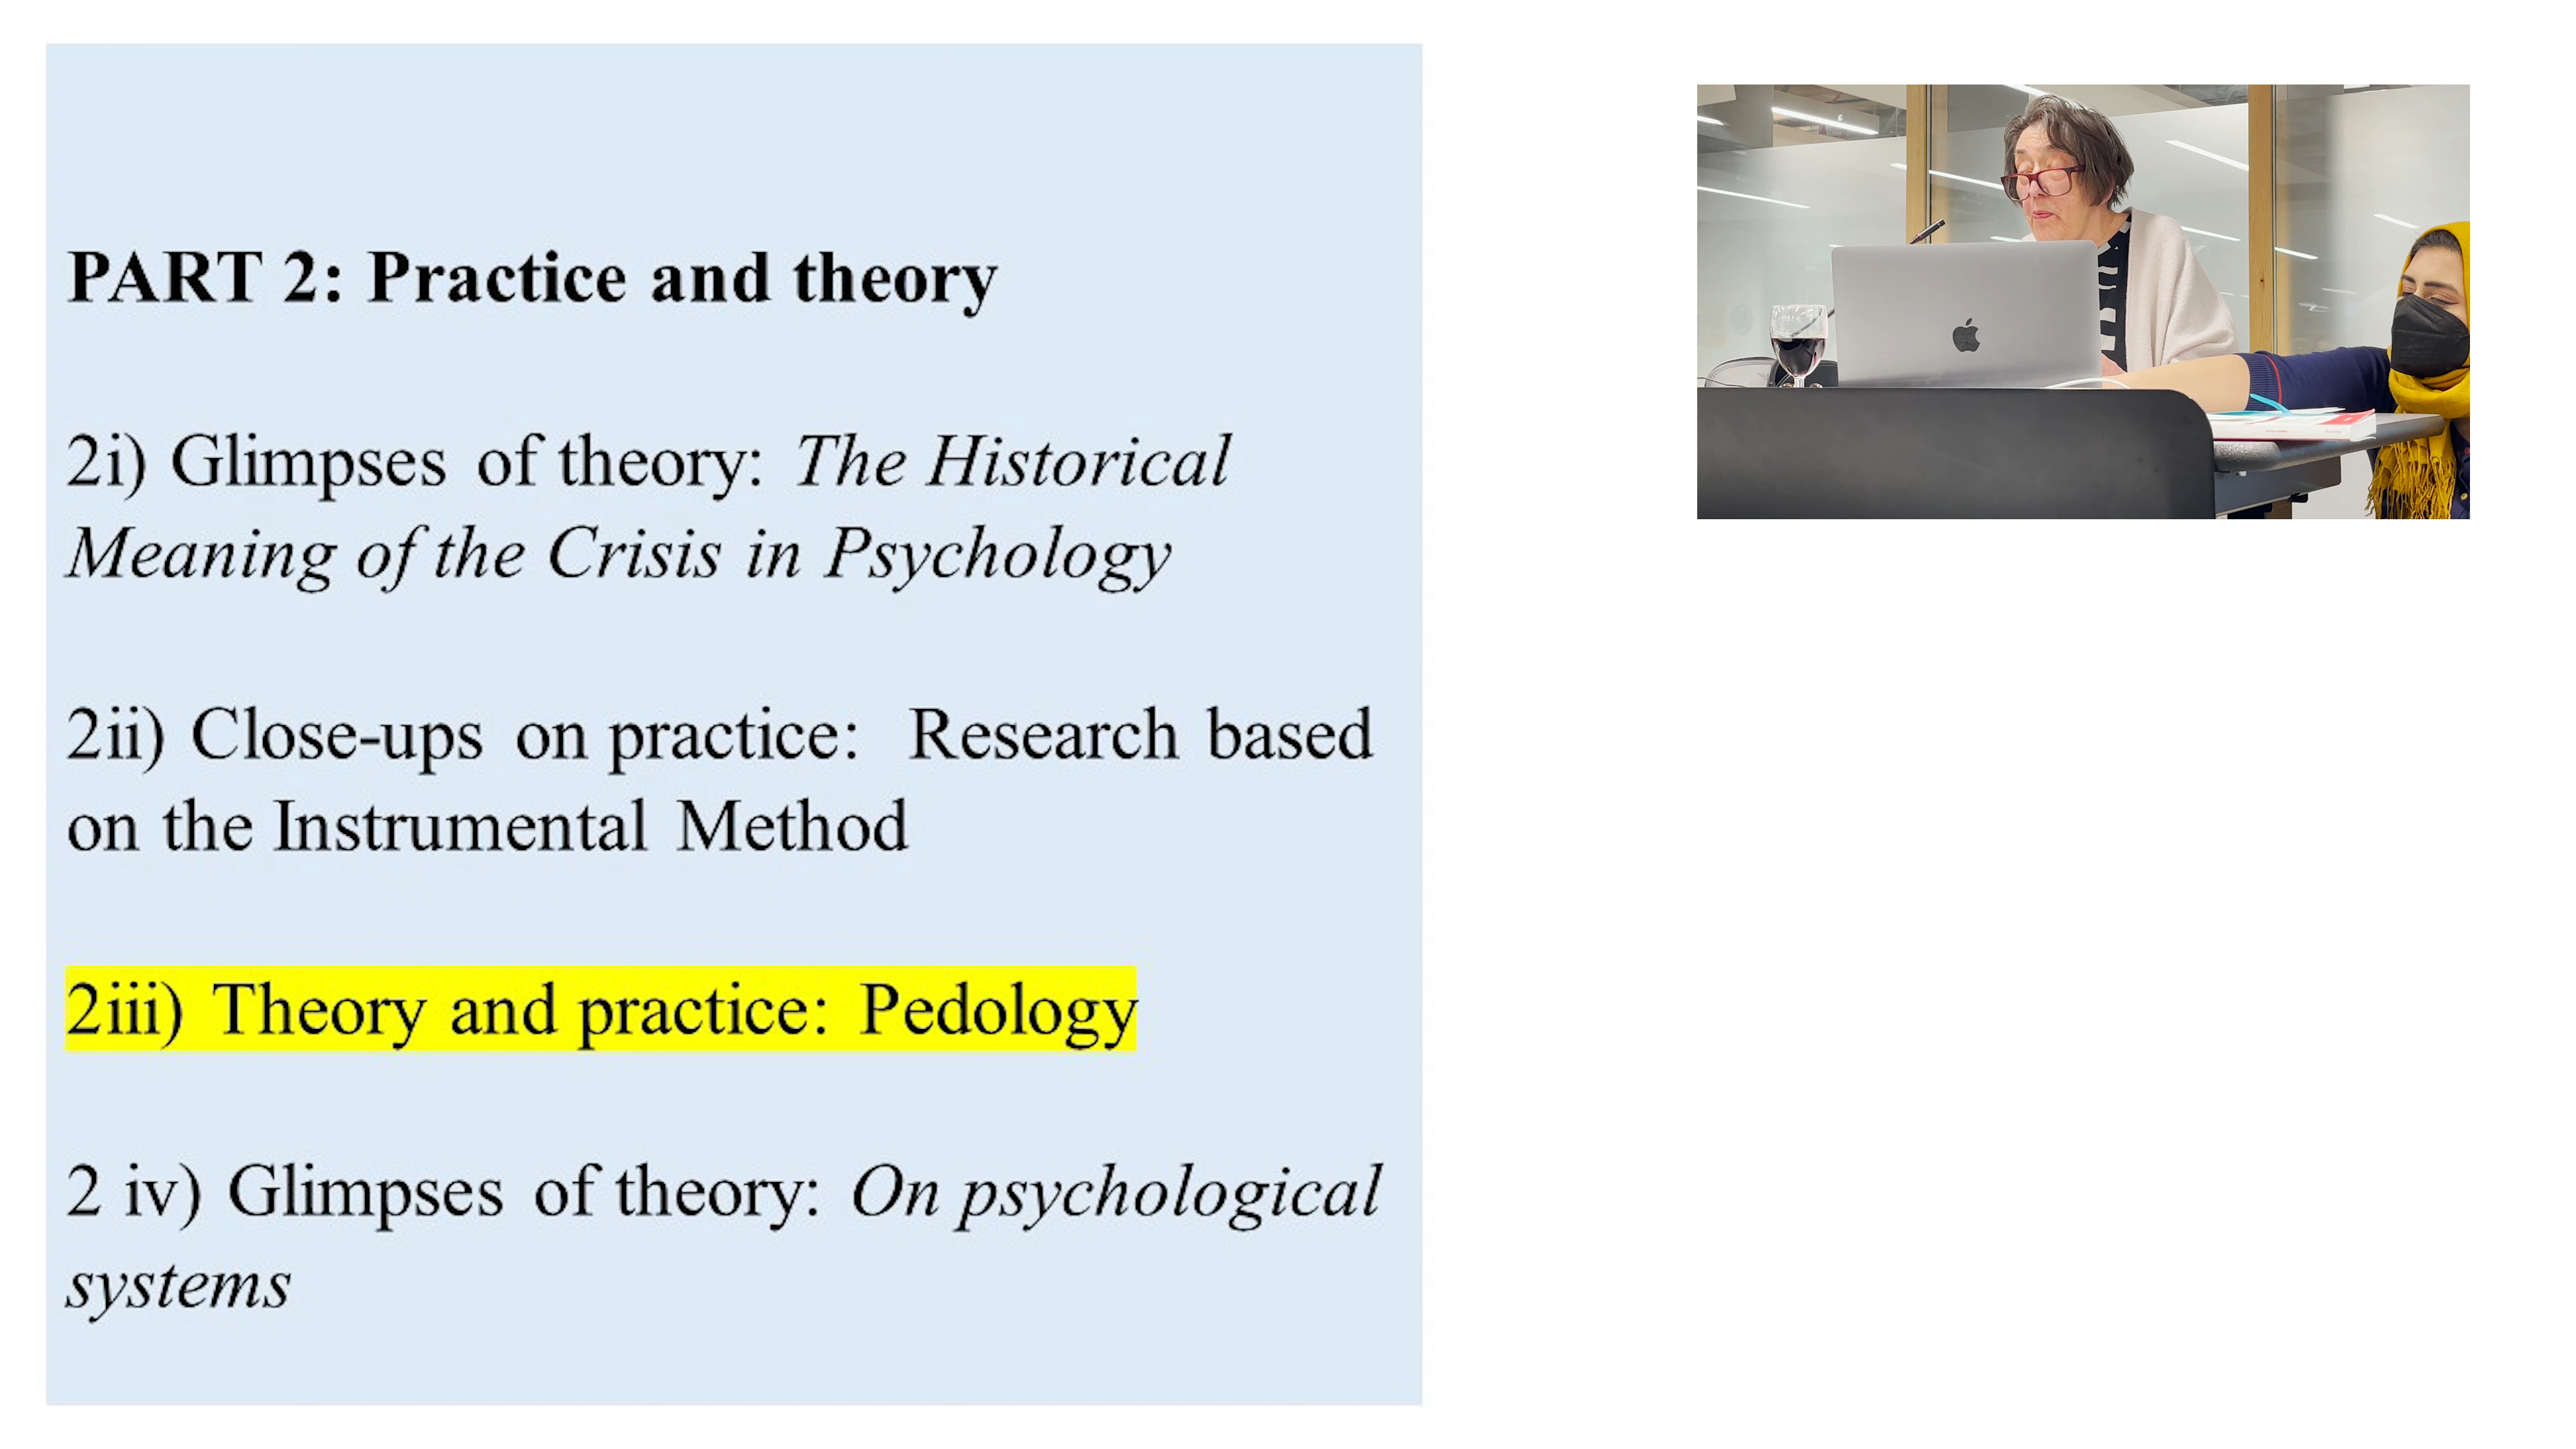 PART 2: Practice and theory
2i) Glimpses of theory: The Historical
Meaning of the Crisis in Psychology
2ii) Close-ups on practice: Research based
on the Instrumental Method
2iii) Theory and practice: Pedology
2 iv) Glimpses of theory: On psychological
systems